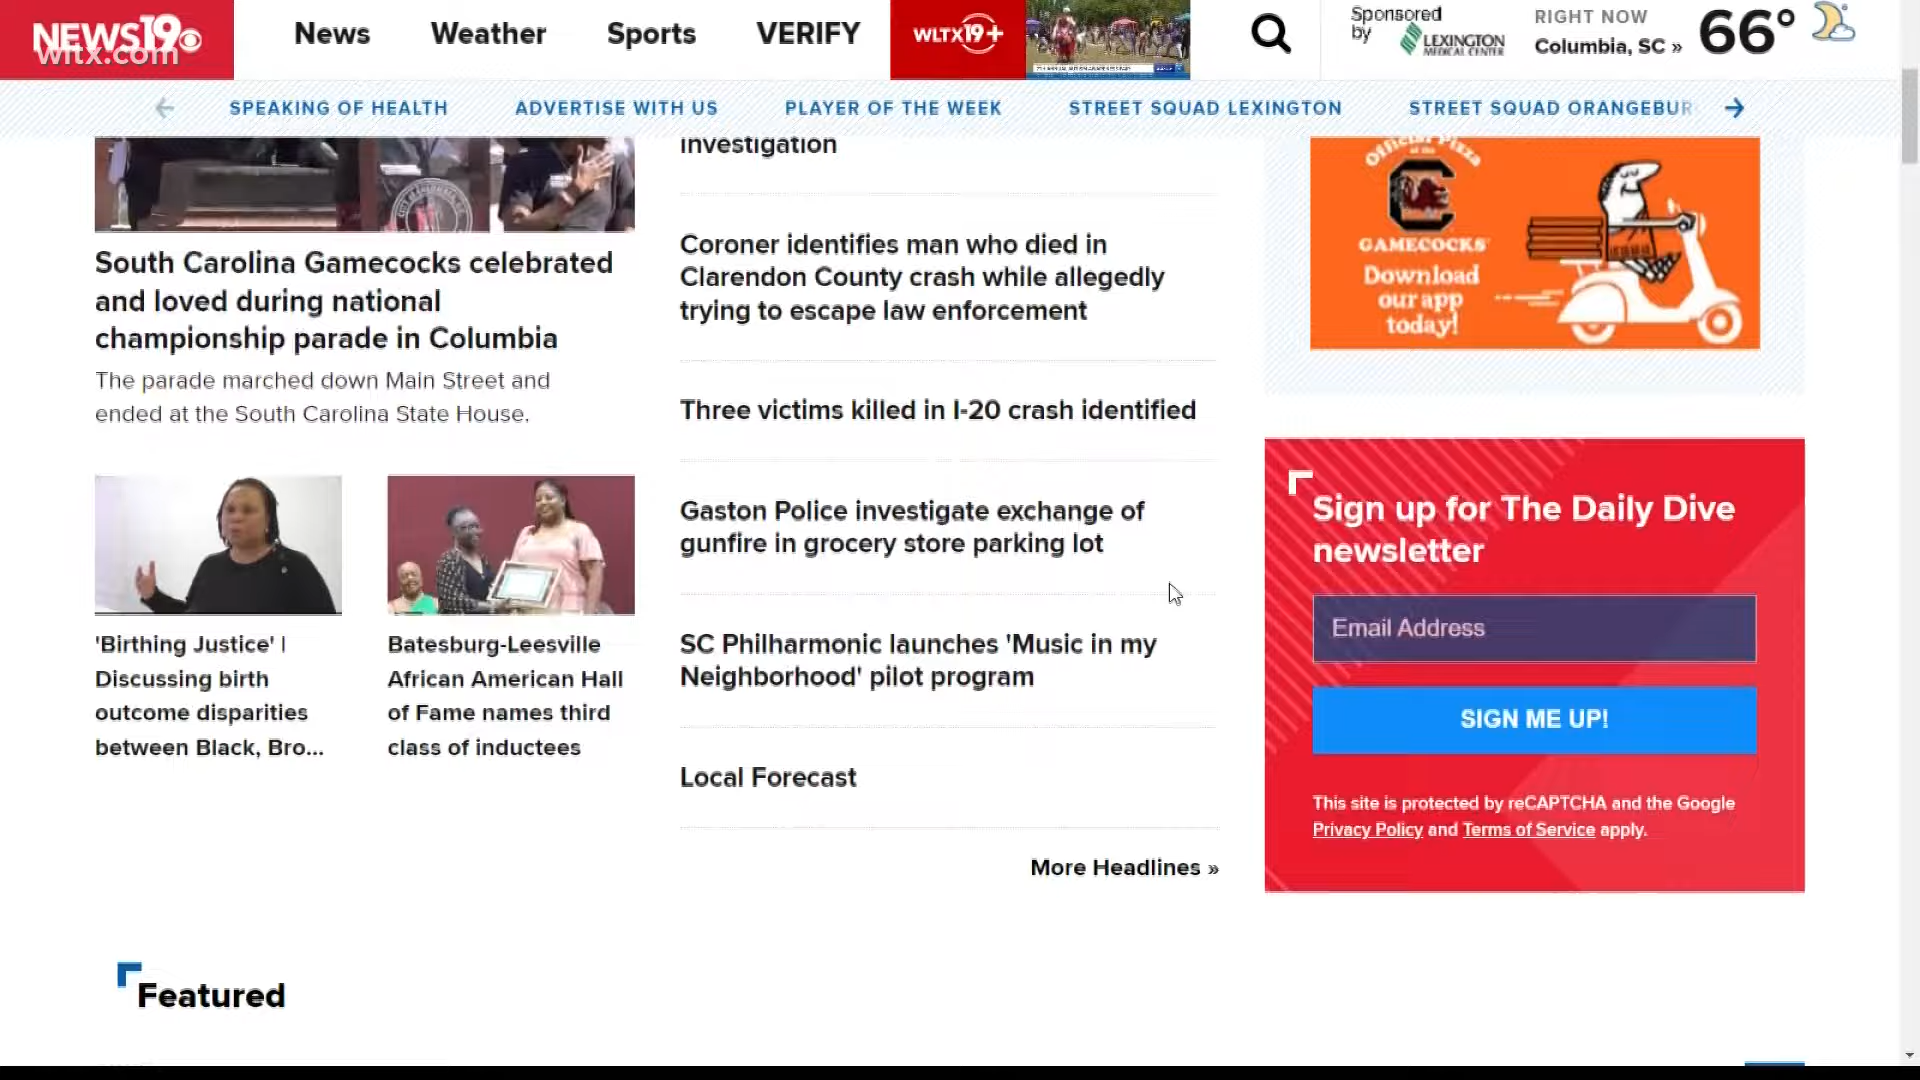 NEWS19
wltx.com
News
Weather
Sports
VERIFY
WLTX19+
Sponsored
by
LEXINGTON
MEDICAL CENTER
RIGHT NOW
Columbia, SC »
66°
SPEAKING OF HEALTH
ADVERTISE WITH US
PLAYER OF THE WEEK
STREET SQUAD LEXINGTON
STREET SQUAD ORANGEBUR
South Carolina Gamecocks celebrated
and loved during national
championship parade in Columbia
The parade marched down Main Street and
ended at the South Carolina State House.
'Birthing Justice' |
Discussing birth
outcome disparities
between Black, Bro...
Batesburg-Leesville
African American Hall
of Fame names third
class of inductees
investigation
Coroner identifies man who died in
Clarendon County crash while allegedly
trying to escape law enforcement
Three victims killed in I-20 crash identified
Gaston Police investigate exchange of
gunfire in grocery store parking lot
SC Philharmonic launches 'Music in my
Neighborhood' pilot program
Local Forecast
More Headlines »
Official Pizza
of the
GAMECOCKS
Download
our app
today!
Sign up for The Daily Dive
newsletter
Email Address
SIGN ME UP!
This site is protected by reCAPTCHA and the Google
Privacy Policy and Terms of Service apply.
Featured